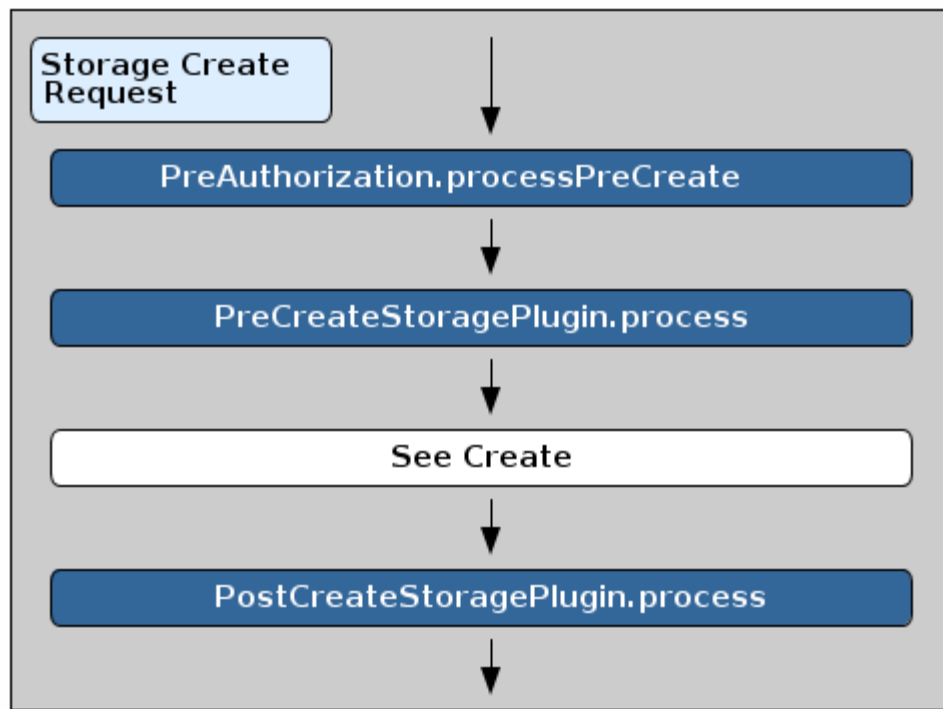 Storage Create
Request
PreAuthorization.processPreCreate
PreCreateStoragePlugin.process
See Create
PostCreateStoragePlugin.process